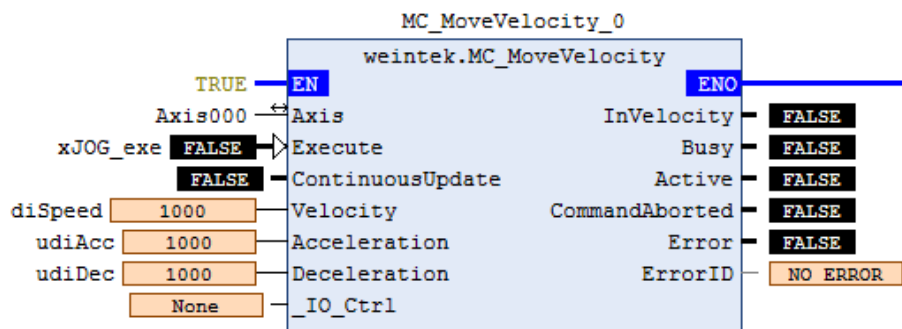 MC_MoveVelocity_0
weintek.MC_MoveVelocity
TRUE EN ENO
Axis000 Axis InVelocity FALSE
xJOG_exe FALSE Execute Busy FALSE
FALSE ContinuousUpdate Active FALSE
diSpeed 1000 Velocity CommandAborted FALSE
udiAcc 1000 Acceleration Error FALSE
udiDec 1000 Deceleration ErrorID NO ERROR
None _IO_Ctrl